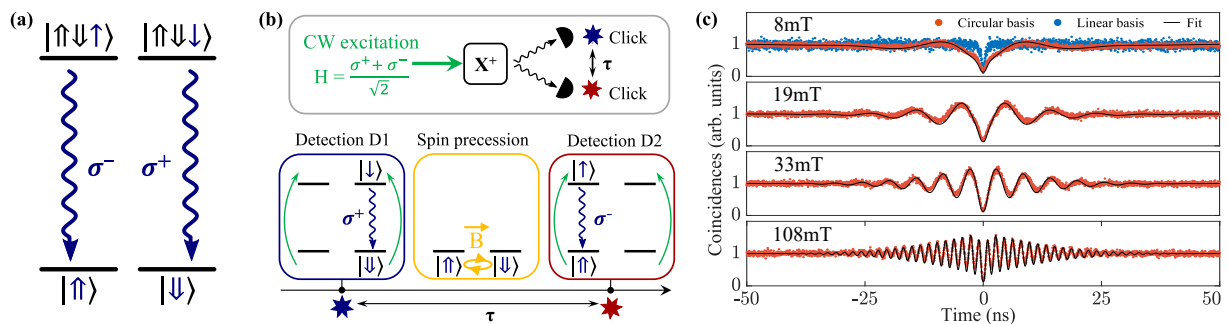 (a)
|⇑⇓↑⟩ |⇑⇓↓⟩
σ⁻ σ⁺
|⇑⟩ |⇓⟩
(b)
CW excitation
H = (σ⁺ + σ⁻)/√2
X⁺
Click
τ
Click
Detection D1 Spin precession Detection D2
|↓⟩ |↑⟩
σ⁺ B σ⁻
|⇓⟩ |⇑⟩ |⇓⟩ |⇑⟩
τ
(c)
8mT Circular basis Linear basis Fit
1
0
19mT
1
0
33mT
1
0
108mT
1
0
Coincidences (arb. units)
-50 -25 0 25 50
Time (ns)